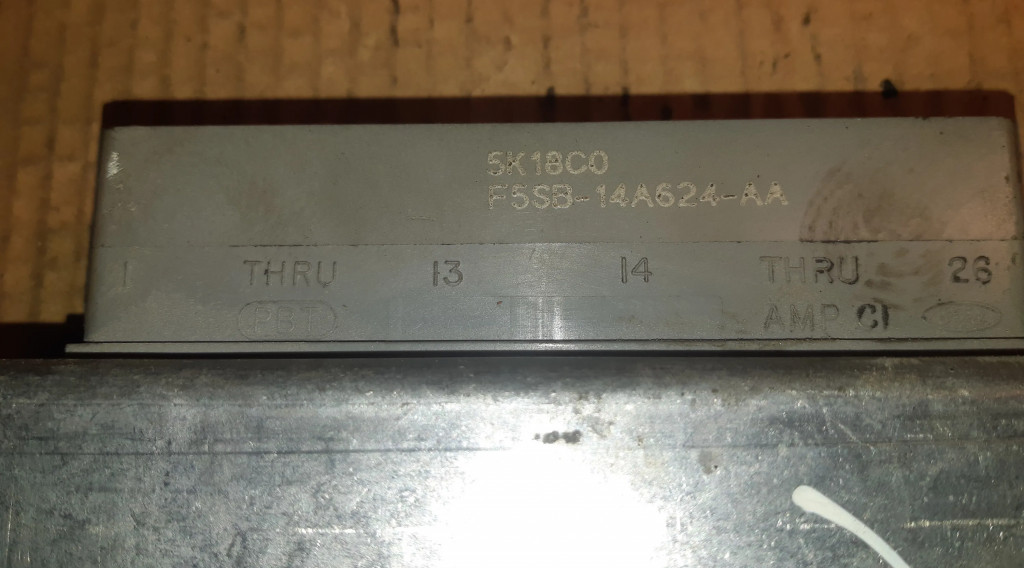 5K18C0
F5SB-14A624-AA
1 THRU 13 14 THRU 26
PBT AMP CI